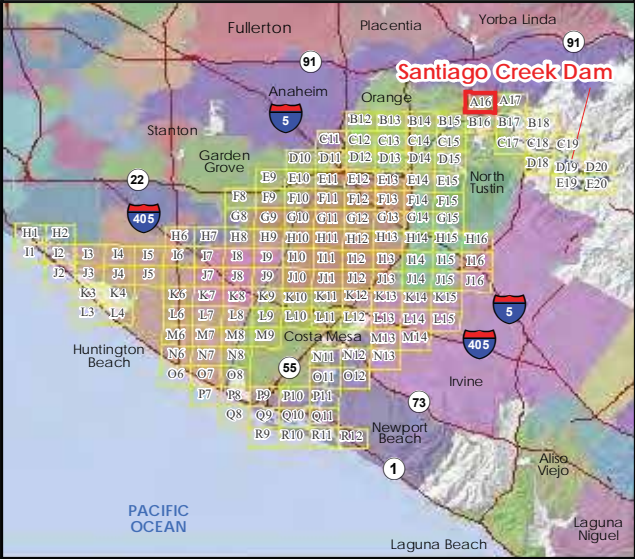 Fullerton
Placentia
Yorba Linda
91
91
Santiago Creek Dam
Anaheim
Orange
A16 A17
5
B12 B13 B14 B15 B16 B17 B18
Stanton
C11 C12 C13 C14 C15 C17 C18 C19
Garden
Grove
D10 D11 D12 D13 D14 D15 D18 D19 D20
North
Tustin
22
E9 E10 E11 E12 E13 E14 E15 E19 E20
F8 F9 F10 F11 F12 F13 F14 F15
405
G8 G9 G10 G11 G12 G13 G14 G15
H1 H2 H6 H7 H8 H9 H10 H11 H12 H13 H14 H15 H16
I1 I2 I3 I4 I5 I6 I7 I8 I9 I10 I11 I12 I13 I14 I15 I16
J2 J3 J4 J5 J7 J8 J9 J10 J11 J12 J13 J14 J15 J16
K3 K4 K6 K7 K8 K9 K10 K11 K12 K13 K14 K15
5
L3 L4 L6 L7 L8 L9 L10 L11 L12 L13 L14 L15
M6 M7 M8 M9 Costa Mesa M13 M14
405
Huntington
Beach
N6 N7 N8 N11 N12 N13
55
O6 O7 O8 O11 O12
Irvine
P7 P8 P9 P10 P11
73
Q8 Q9 Q10 Q11
Newport
Beach
R9 R10 R11 R12
1
Aliso
Viejo
PACIFIC
OCEAN
Laguna
Niguel
Laguna Beach